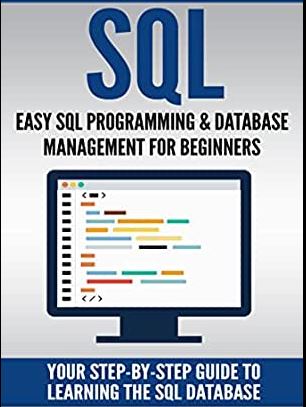 SQL
EASY SQL PROGRAMMING & DATABASE
MANAGEMENT FOR BEGINNERS
< >
</>
YOUR STEP-BY-STEP GUIDE TO
LEARNING THE SQL DATABASE